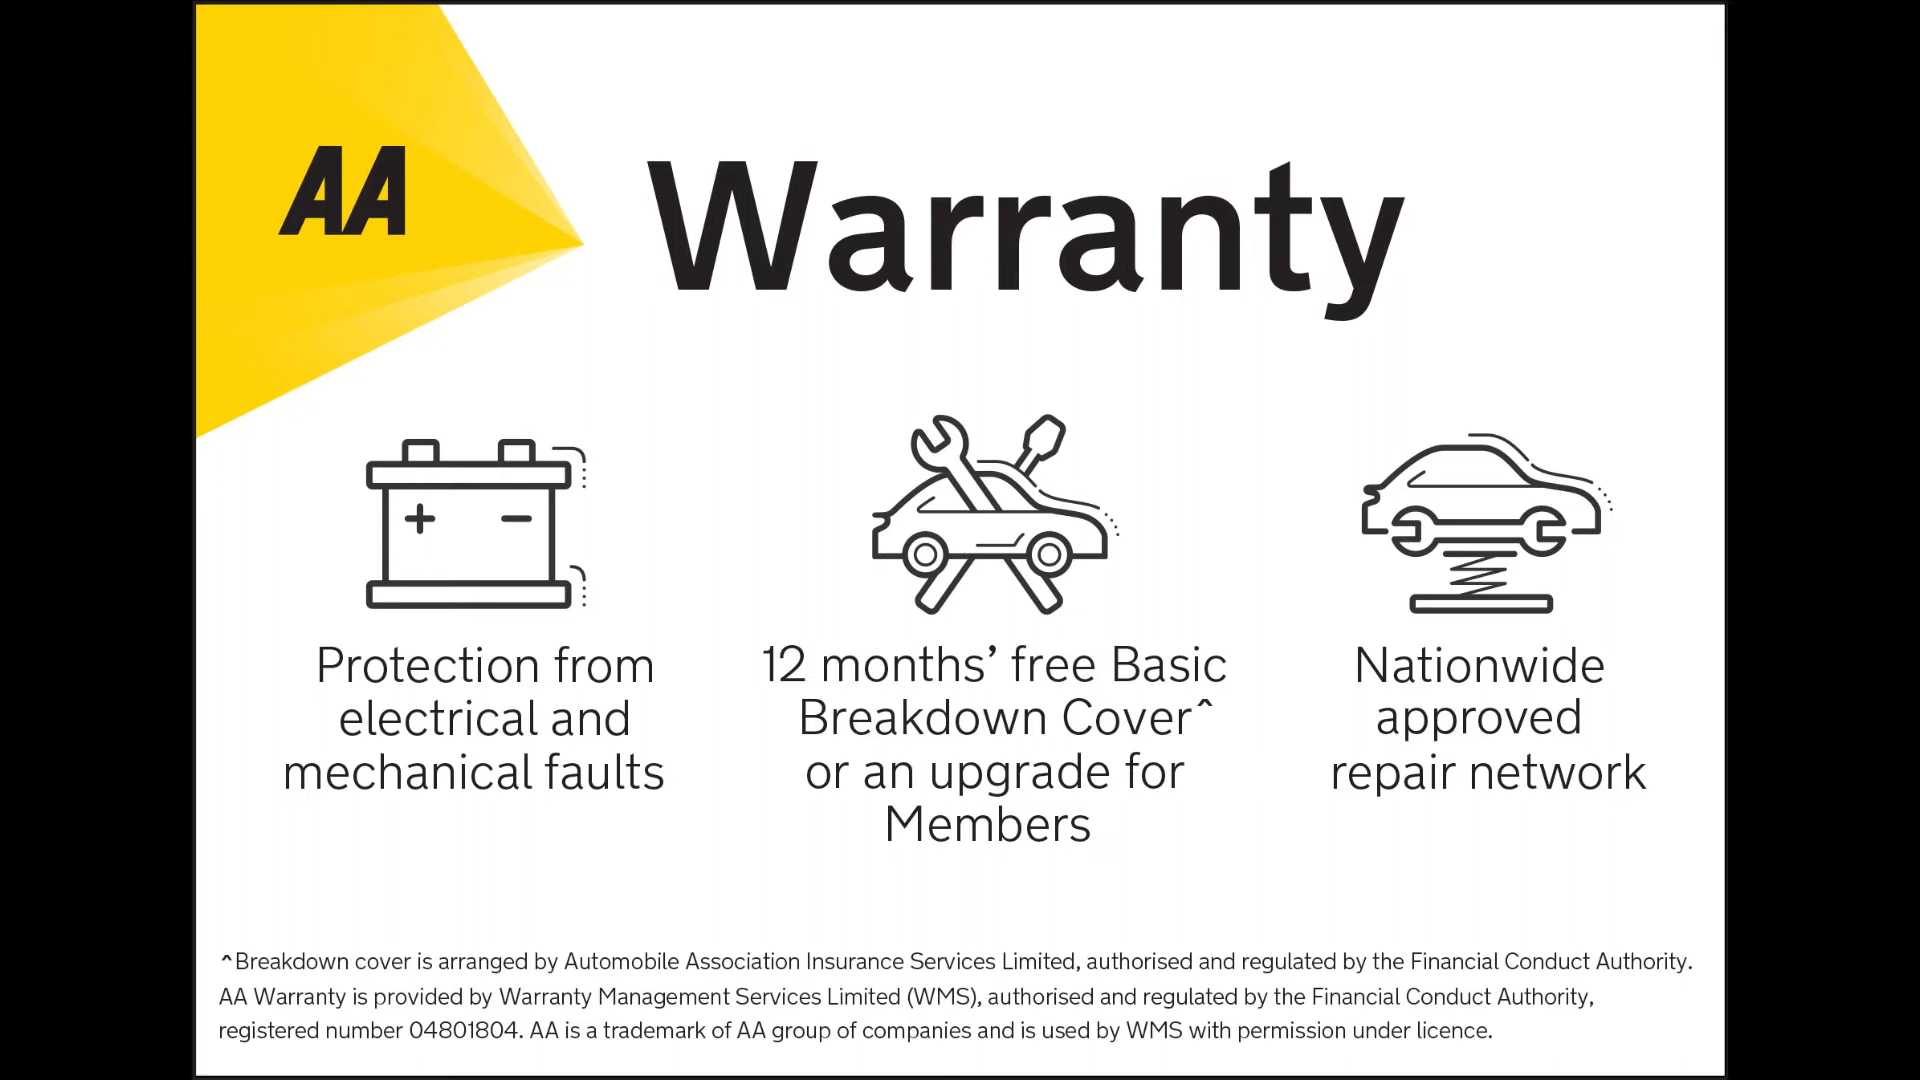 AA
Warranty
+ −
Protection from
electrical and
mechanical faults
12 months’ free Basic
Breakdown Cover^
or an upgrade for
Members
Nationwide
approved
repair network
^Breakdown cover is arranged by Automobile Association Insurance Services Limited, authorised and regulated by the Financial Conduct Authority.
AA Warranty is provided by Warranty Management Services Limited (WMS), authorised and regulated by the Financial Conduct Authority,
registered number 04801804. AA is a trademark of AA group of companies and is used by WMS with permission under licence.